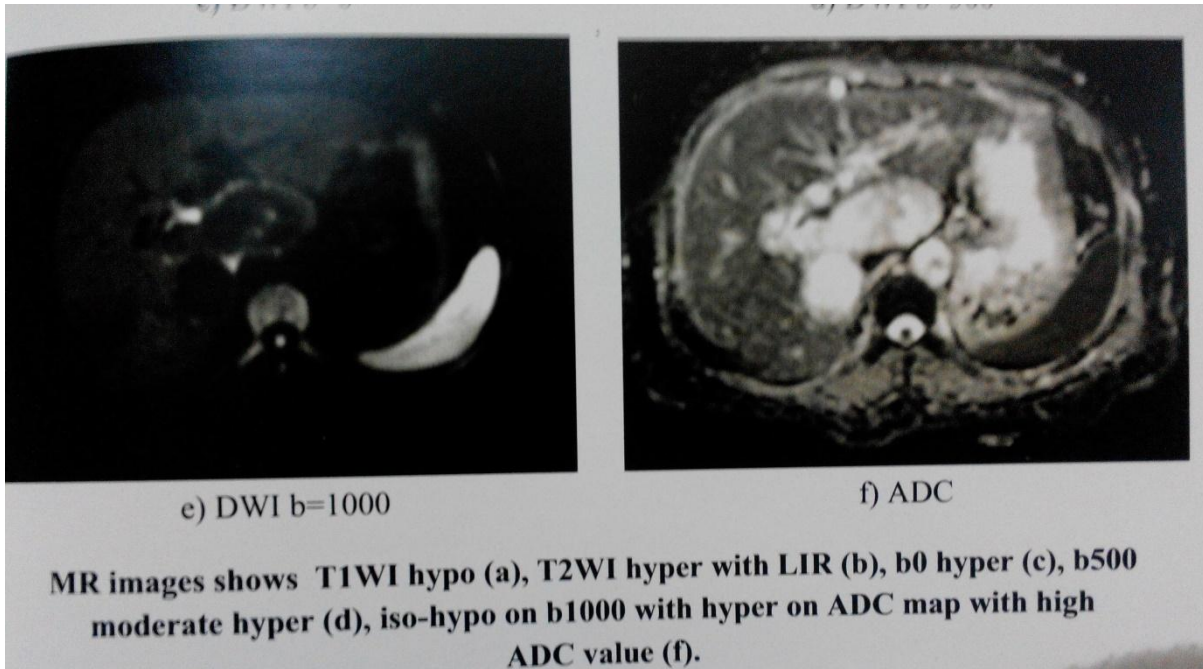 e) DWI b=1000
f) ADC
MR images shows T1WI hypo (a), T2WI hyper with LIR (b), b0 hyper (c), b500
moderate hyper (d), iso-hypo on b1000 with hyper on ADC map with high
ADC value (f).